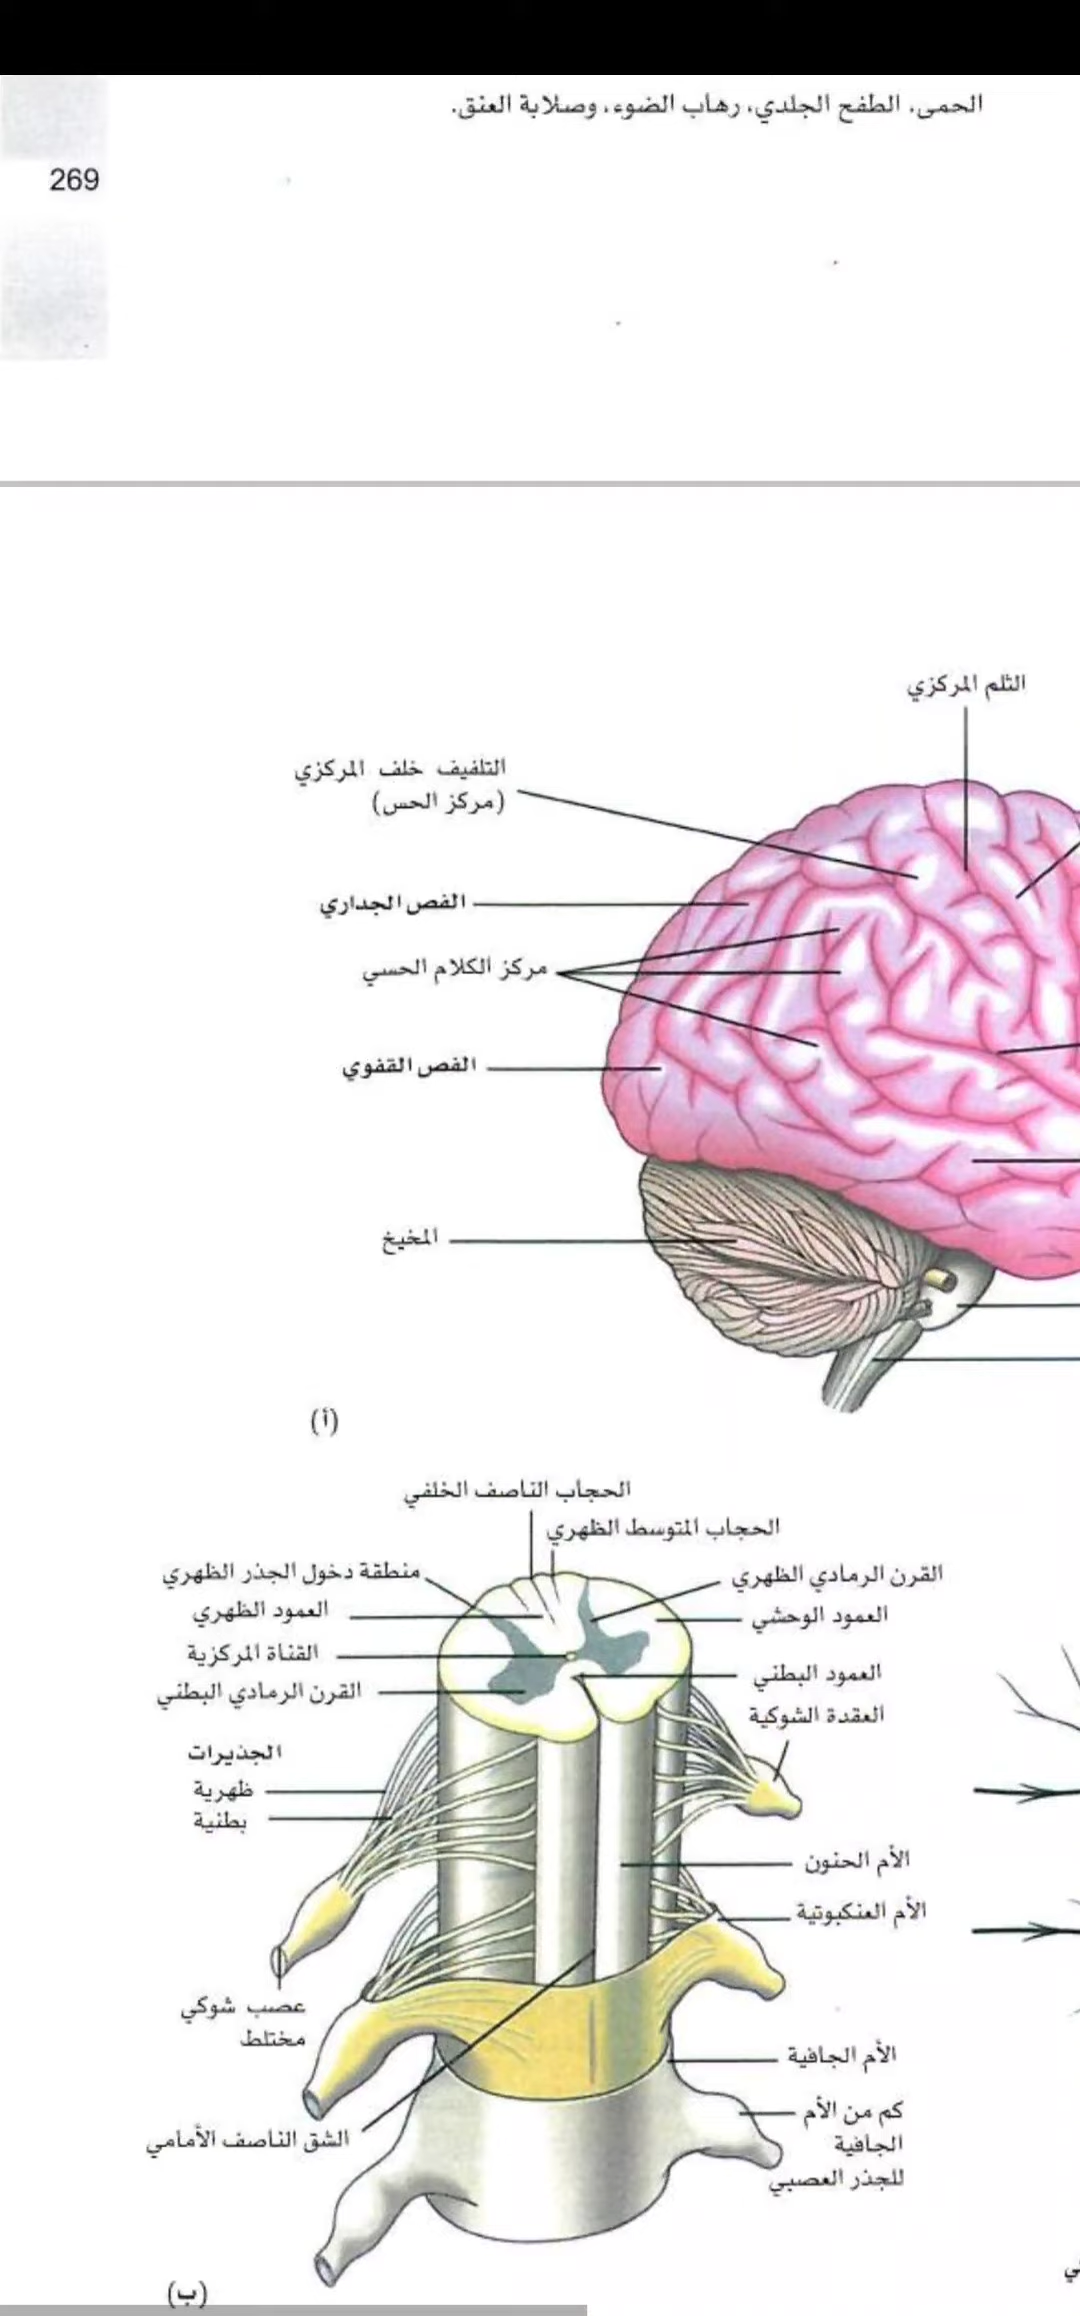 الحمى، الطفح الجلدي، رهاب الضوء، وصلابة العنق.
269
الثلم المركزي
التلفيف خلف المركزي
(مركز الحس)
الفص الجداري
مركز الكلام الحسي
الفص القفوي
المخيخ
(أ)
الحجاب الناصف الخلفي
الحجاب المتوسط الظهري
القرن الرمادي الظهري
العمود الوحشي
العمود البطني
العقدة الشوكية
الأم الحنون
الأم العنكبوتية
الأم الجافية
كم من الأم
الجافية
للجذر العصبي
منطقة دخول الجذر الظهري
العمود الظهري
القناة المركزية
القرن الرمادي البطني
الجذيرات
ظهرية
بطنية
عصب شوكي
مختلط
الشق الناصف الأمامي
(ب)